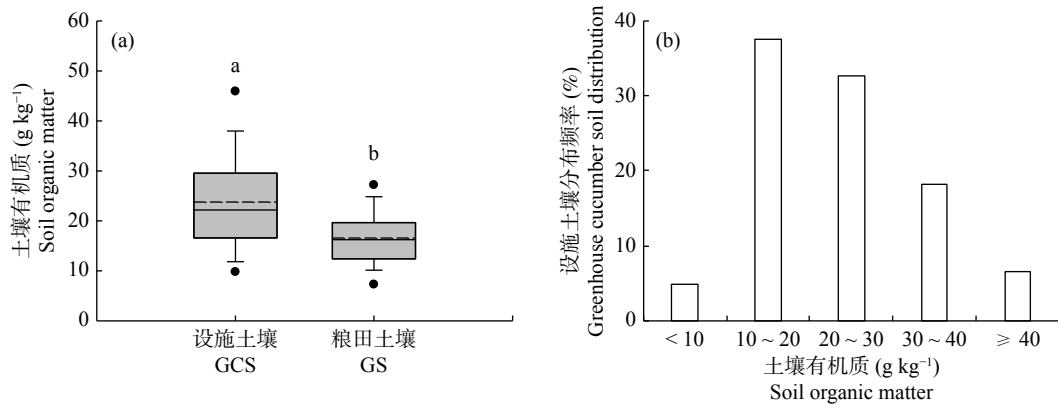 (a)
土壤有机质 (g kg⁻¹)
Soil organic matter
60
50
40
30
20
10
0
a
b
设施土壤
GCS
粮田土壤
GS
(b)
设施土壤分布频率 (%)
Greenhouse cucumber soil distribution
40
30
20
10
0
< 10
10 ~ 20
20 ~ 30
30 ~ 40
⩾ 40
土壤有机质 (g kg⁻¹)
Soil organic matter